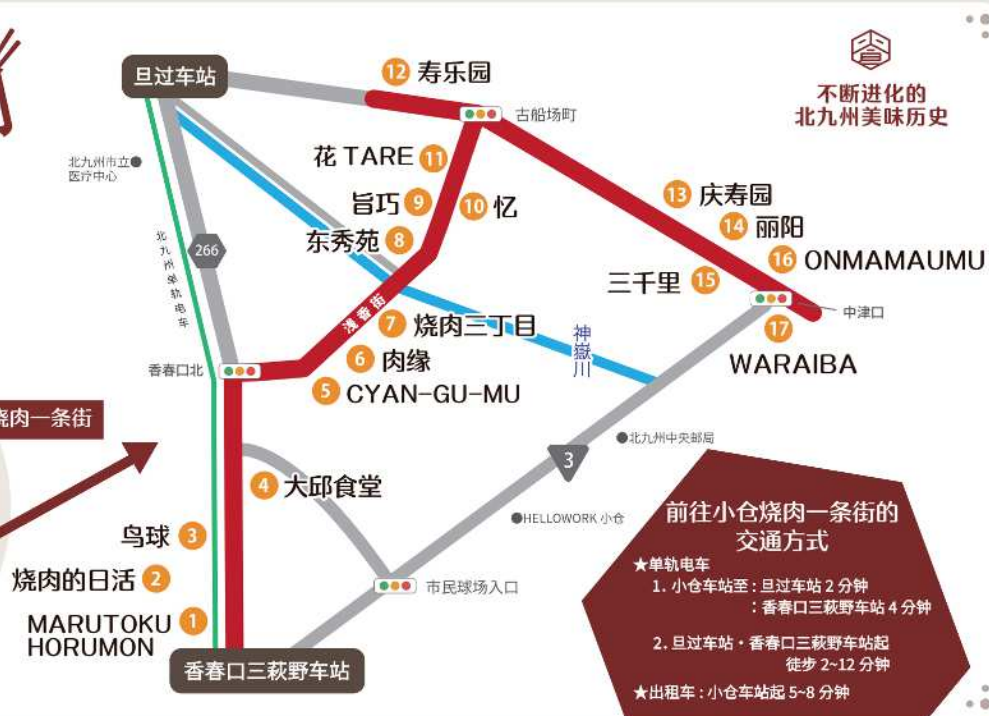 旦过车站
12 寿乐园
古船场町
不断进化的
北九州美味历史
北九州市立
医疗中心
花 TARE 11
旨巧 9
10 忆
东秀苑 8
13 庆寿园
14 丽阳
16 ONMAMAUMU
三千里 15
266
北九州单轨电车
浅香街
7 烧肉三丁目
神嶽川
中津口
17
WARAIBA
6 肉缘
香春口北
5 CYAN-GU-MU
烧肉一条街
北九州中央邮局
3
4 大邱食堂
HELLOWORK 小仓
鸟球 3
烧肉的日活 2
市民球场入口
MARUTOKU
HORUMON
1
香春口三萩野车站
前往小仓烧肉一条街的
交通方式
★单轨电车
1. 小仓车站至 : 旦过车站 2 分钟
: 香春口三萩野车站 4 分钟
2. 旦过车站・香春口三萩野车站起
徒步 2~12 分钟
★出租车 : 小仓车站起 5~8 分钟